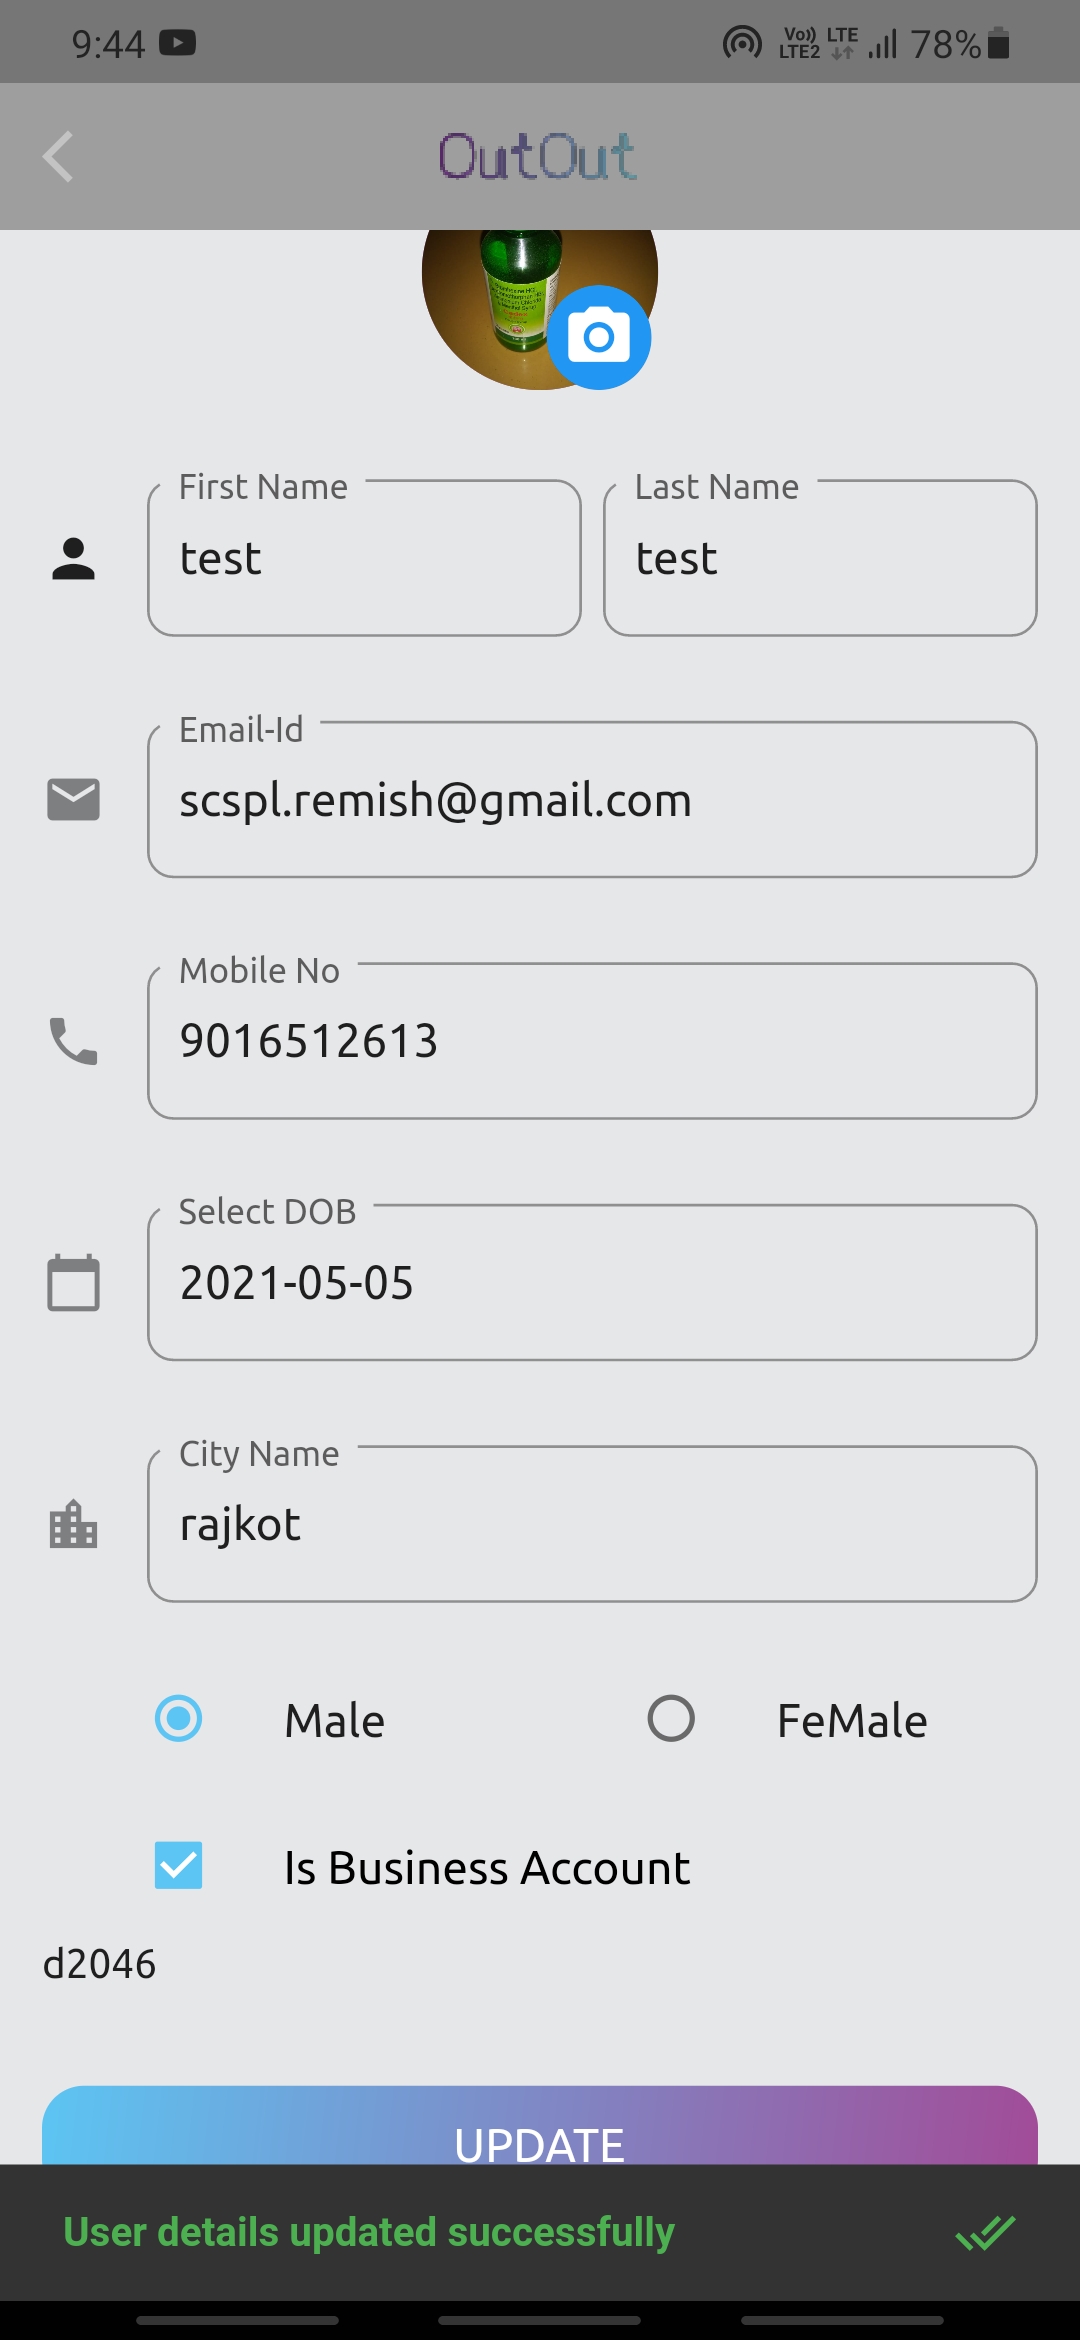 9:44 Vo)) LTE2 LTE 78%
OutOut
First Name Last Name
test test
Email-Id
scspl.remish@gmail.com
Mobile No
9016512613
Select DOB
2021-05-05
City Name
rajkot
Male FeMale
Is Business Account
d2046
UPDATE
User details updated successfully